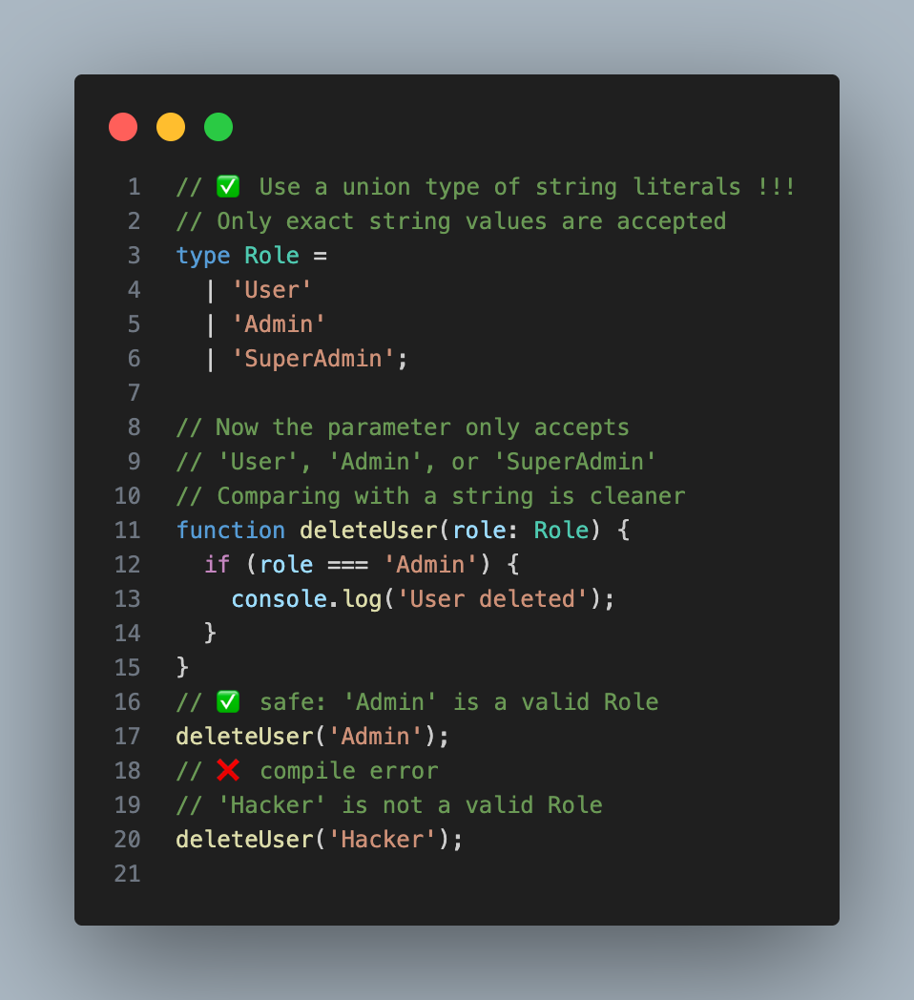 1 // ✅ Use a union type of string literals !!!
2 // Only exact string values are accepted
3 type Role =
4   | 'User'
5   | 'Admin'
6   | 'SuperAdmin';
7
8 // Now the parameter only accepts
9 // 'User', 'Admin', or 'SuperAdmin'
10 // Comparing with a string is cleaner
11 function deleteUser(role: Role) {
12   if (role === 'Admin') {
13     console.log('User deleted');
14   }
15 }
16 // ✅ safe: 'Admin' is a valid Role
17 deleteUser('Admin');
18 // ❌ compile error
19 // 'Hacker' is not a valid Role
20 deleteUser('Hacker');
21